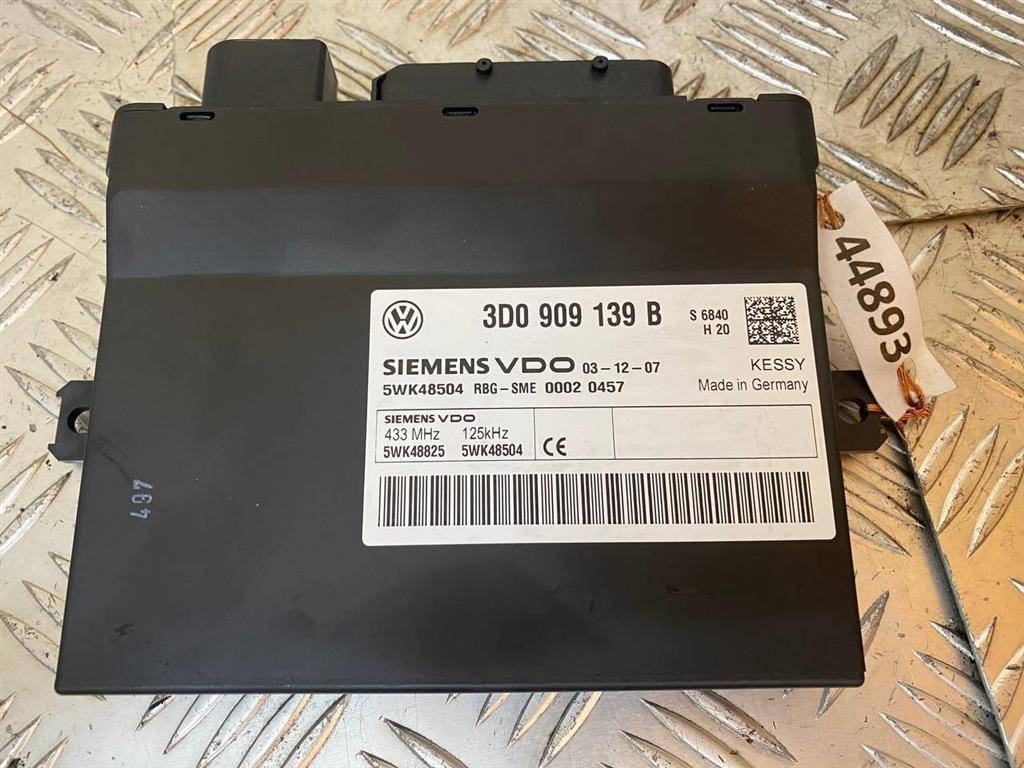 3D0 909 139 B
S 6840
H 20
SIEMENS VDO 03-12-07
KESSY
5WK48504 RBG-SME 0002 0457
Made in Germany
SIEMENS VDO
433 MHz 125kHz
5WK48825 5WK48504
CE
497
44893